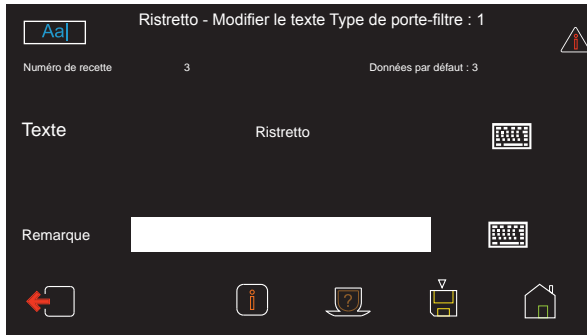 Aa
Ristretto - Modifier le texte Type de porte-filtre : 1
Numéro de recette 3 Données par défaut : 3
Texte Ristretto
Remarque